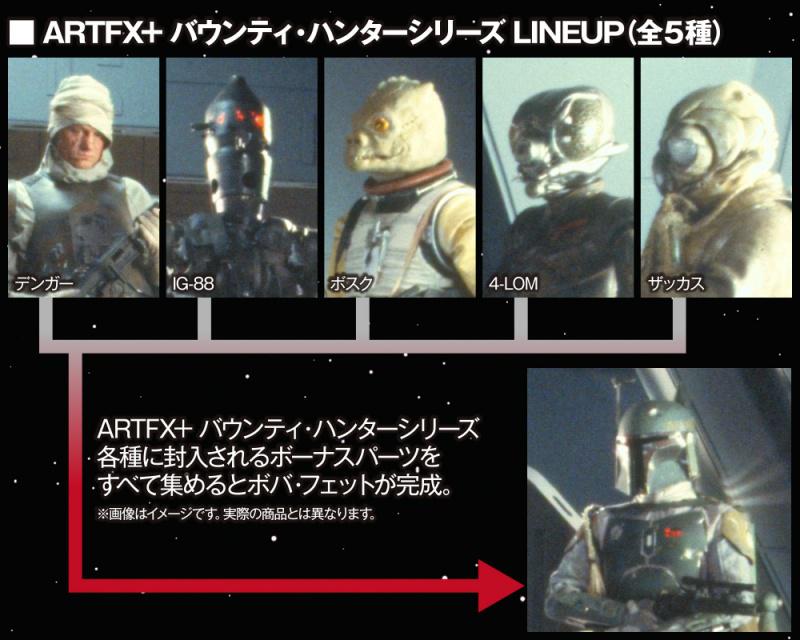 ■ ARTFX+ バウンティ・ハンターシリーズ LINEUP(全5種)
デンガー
IG-88
ボスク
4-LOM
ザッカス
ARTFX+ バウンティ・ハンターシリーズ
各種に封入されるボーナスパーツを
すべて集めるとボバ・フェットが完成。
※画像はイメージです。実際の商品とは異なります。